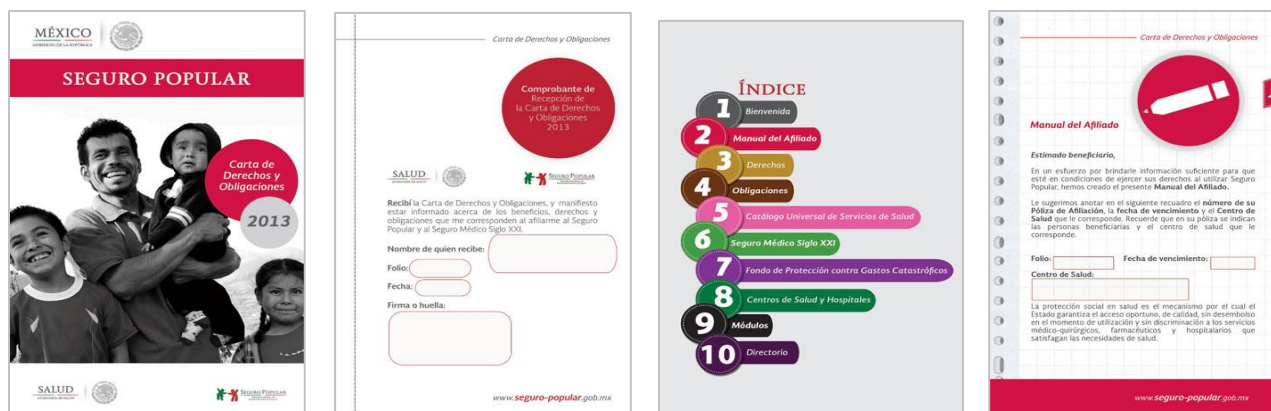 MÉXICO
GOBIERNO DE LA REPÚBLICA
SEGURO POPULAR
Carta de
Derechos y
Obligaciones
2013
SALUD
SECRETARÍA DE SALUD
SEGURO POPULAR
Carta de Derechos y Obligaciones
Comprobante de
Recepción de
la Carta de Derechos
y Obligaciones
2013
SALUD
SECRETARÍA DE SALUD
SEGURO POPULAR
Recibí la Carta de Derechos y Obligaciones, y manifiesto
estar informado acerca de los beneficios, derechos y
obligaciones que me corresponden al afiliarme al Seguro
Popular y al Seguro Médico Siglo XXI.
Nombre de quien recibe:
Folio:
Fecha:
Firma o huella:
www.seguro-popular.gob.mx
ÍNDICE
1 Bienvenida
2 Manual del Afiliado
3 Derechos
4 Obligaciones
5 Catálogo Universal de Servicios de Salud
6 Seguro Médico Siglo XXI
7 Fondo de Protección contra Gastos Catastróficos
8 Centros de Salud y Hospitales
9 Módulos
10 Directorio
Carta de Derechos y Obligaciones
Manual del Afiliado
Estimado beneficiario,
En un esfuerzo por brindarle información suficiente para que
esté en condiciones de ejercer sus derechos al utilizar Seguro
Popular, hemos creado el presente Manual del Afiliado.
Le sugerimos anotar en el siguiente recuadro el número de su
Póliza de Afiliación, la fecha de vencimiento y el Centro de
Salud que le corresponde. Recuerde que en su póliza se indican
las personas beneficiarias y el centro de salud que le
corresponde.
Folio: Fecha de vencimiento:
Centro de Salud:
La protección social en salud es el mecanismo por el cual el
Estado garantiza el acceso oportuno, de calidad, sin desembolso
en el momento de utilización y sin discriminación a los servicios
médico-quirúrgicos, farmacéuticos y hospitalarios que
satisfagan las necesidades de salud.
www.seguro-popular.gob.mx